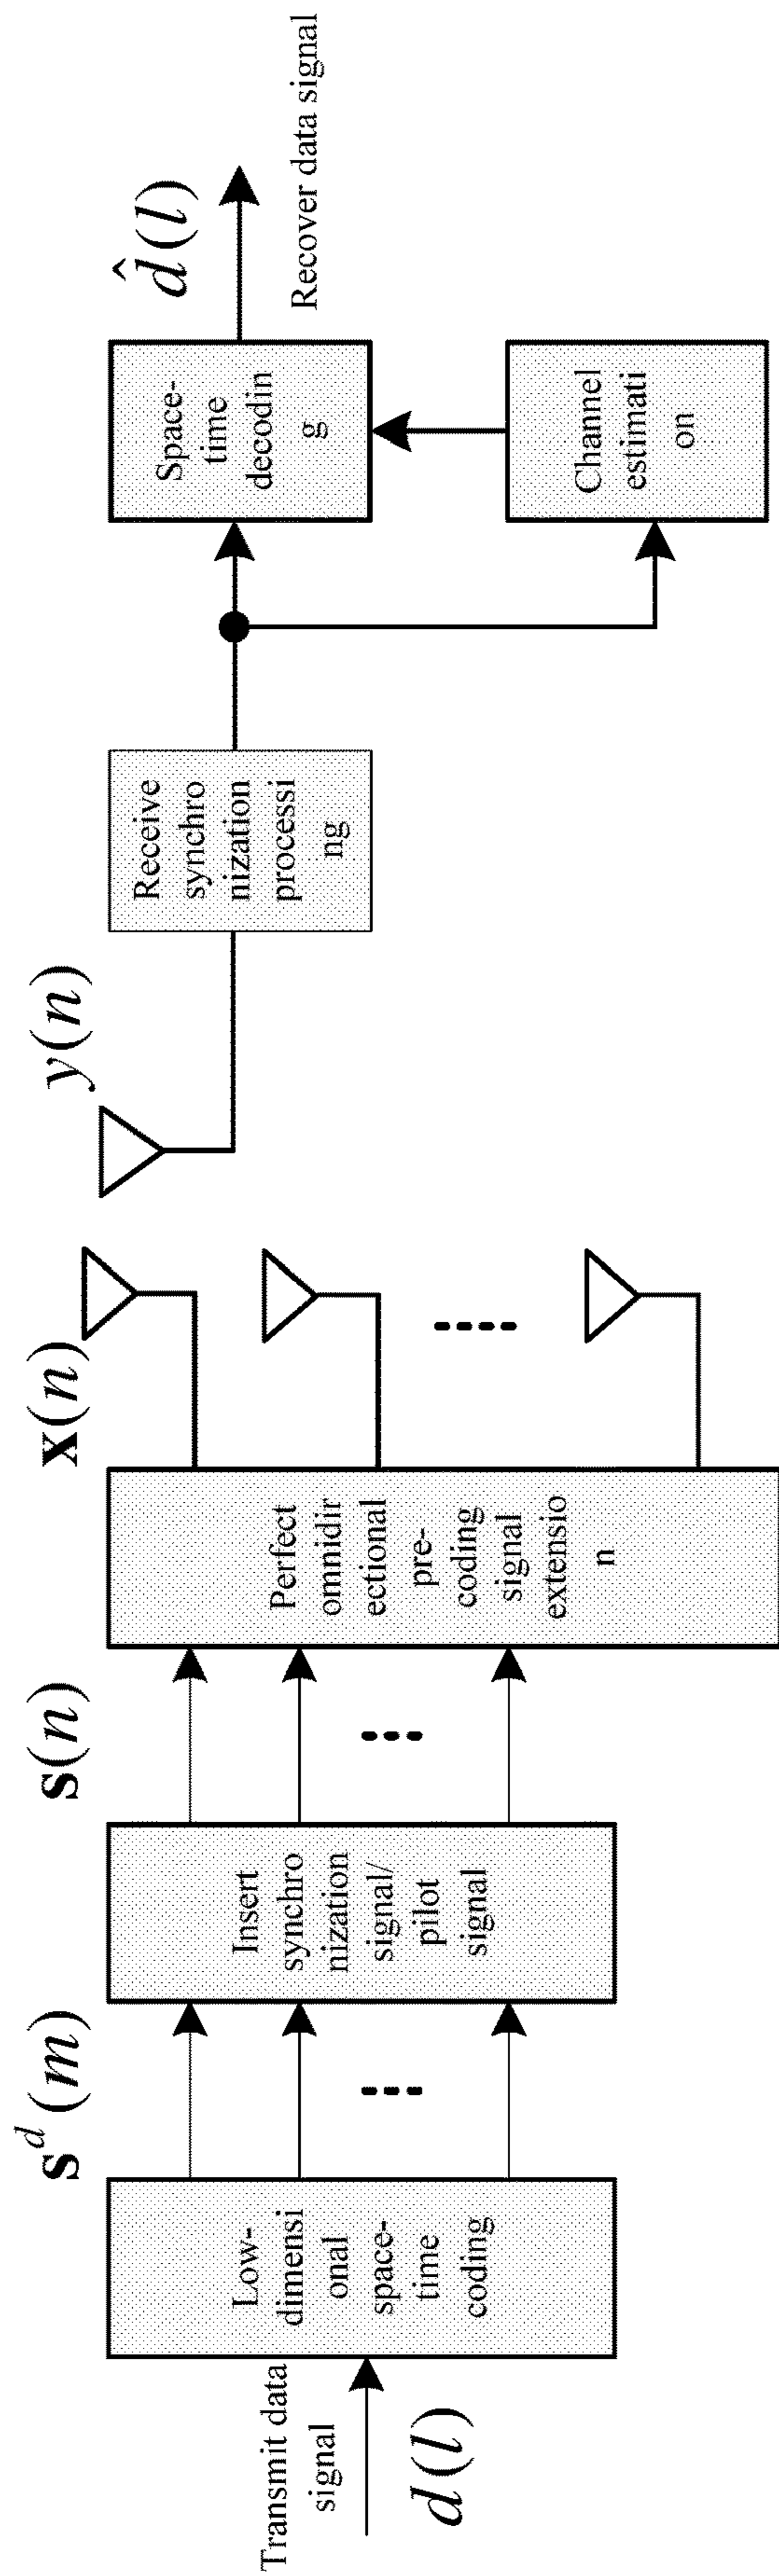 Transmit data
signal
d(l)
Low-
dimensi
onal
space-
time
coding
s^d(m)
Insert
synchro
nization
signal/
pilot
signal
s(n)
Perfect
omnidir
ectional
pre-
coding
signal
extensio
n
x(n)
y(n)
Receive
synchro
nization
processi
ng
Space-
time
decodin
g
Channel
estimati
on
d̂(l)
Recover data signal